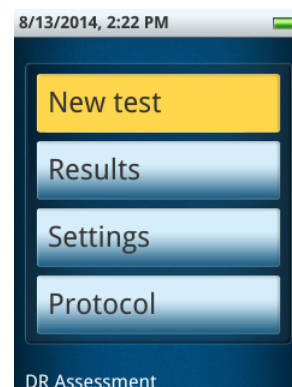 8/13/2014, 2:22 PM
New test
Results
Settings
Protocol
DR Assessment